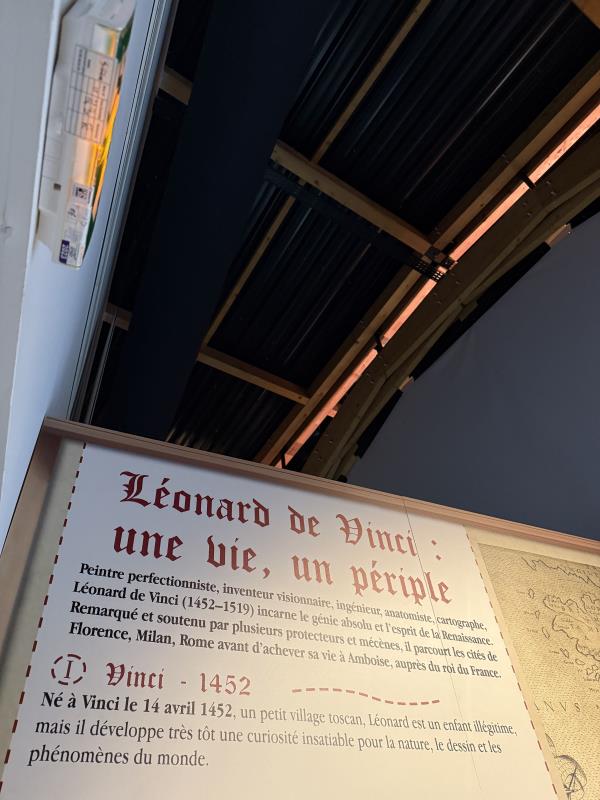 Léonard de Vinci :
une vie, un périple
Peintre perfectionniste, inventeur visionnaire, ingénieur, anatomiste, cartographe,
Léonard de Vinci (1452–1519) incarne le génie absolu et l'esprit de la Renaissance.
Remarqué et soutenu par plusieurs protecteurs et mécènes, il parcourt les cités de
Florence, Milan, Rome avant d'achever sa vie à Amboise, auprès du roi du France.
I Vinci - 1452
Né à Vinci le 14 avril 1452, un petit village toscan, Léonard est un enfant illégitime,
mais il développe très tôt une curiosité insatiable pour la nature, le dessin et les
phénomènes du monde.